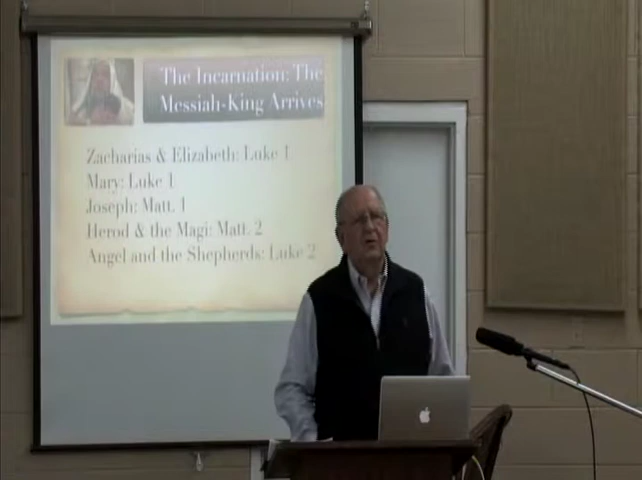 The Incarnation: The
Messiah-King Arrives
Zacharias & Elizabeth: Luke 1
Mary: Luke 1
Joseph: Matt. 1
Herod & the Magi: Matt. 2
Angel and the Shepherds: Luke 2